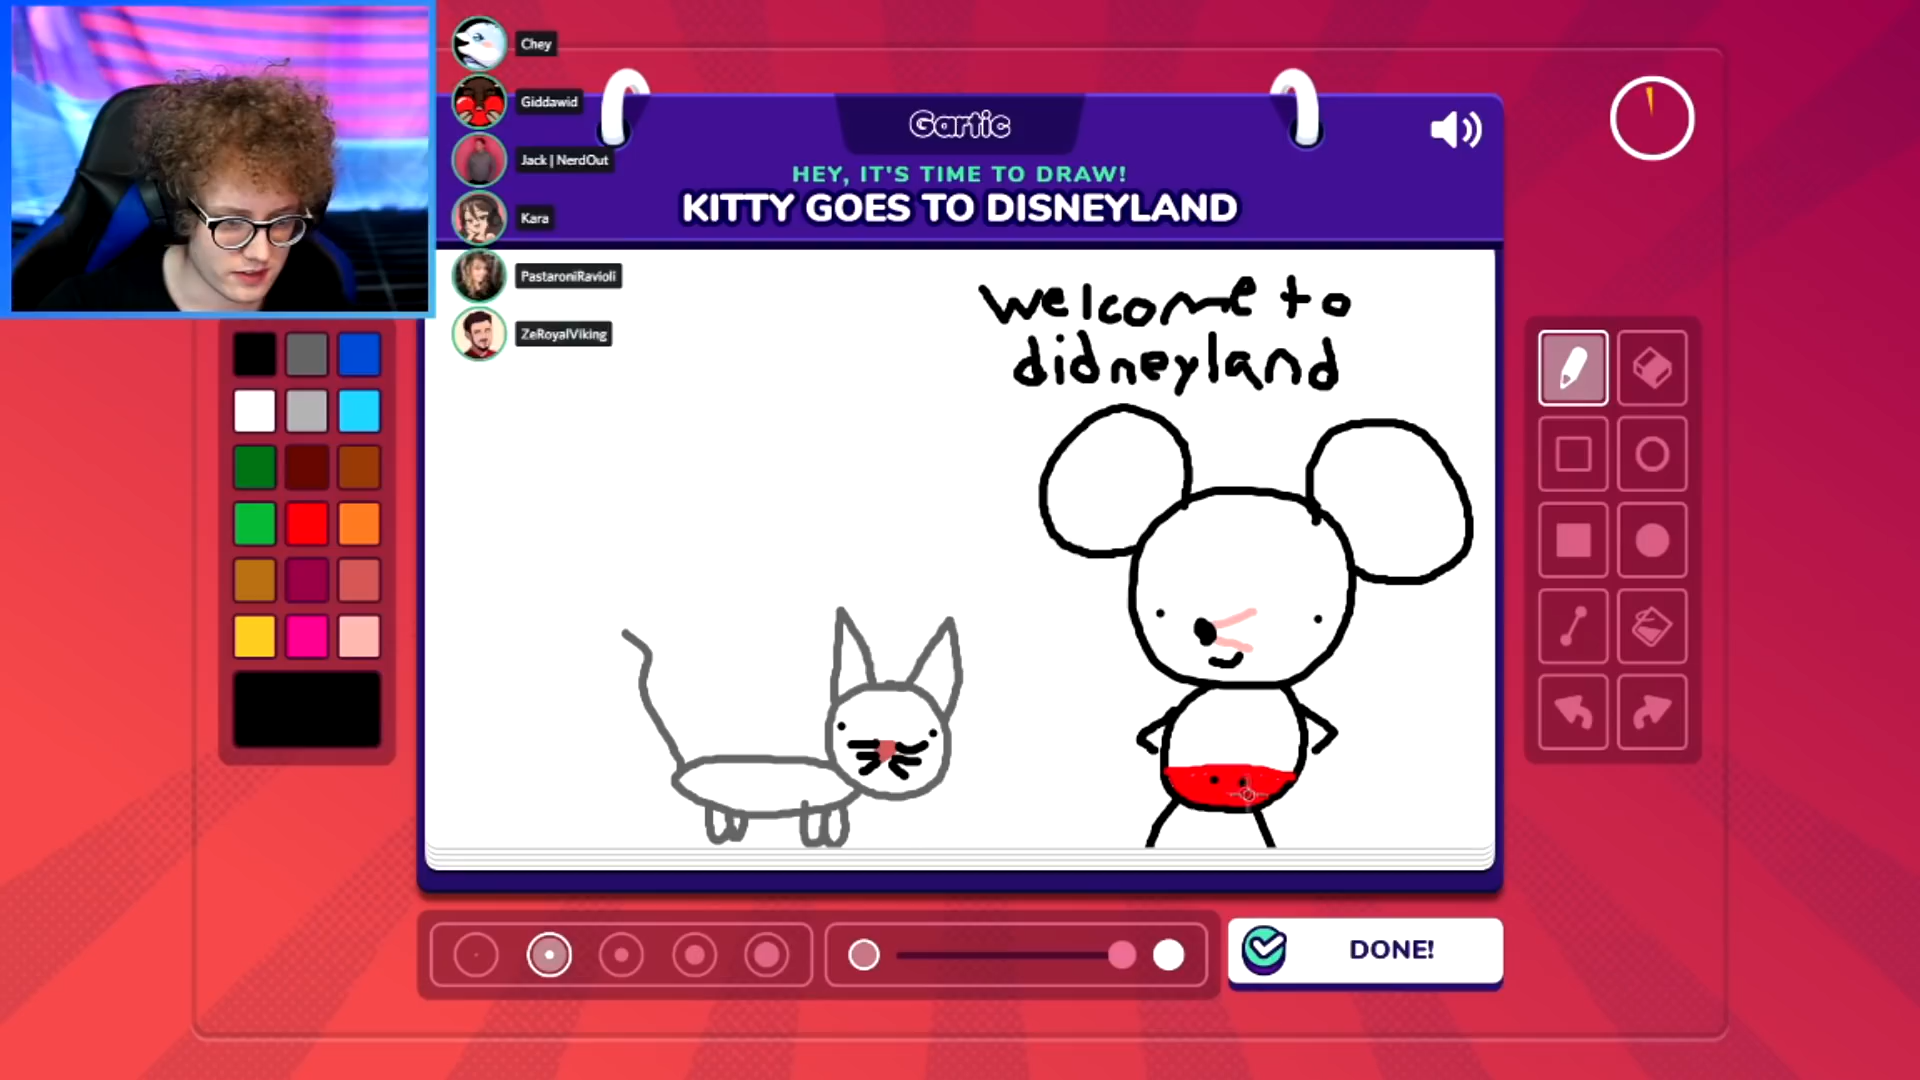 Chey
Giddawid
Jack | NerdOut
Kara
PastaroniRavioli
ZeRoyalViking
Gartic
HEY, IT'S TIME TO DRAW!
KITTY GOES TO DISNEYLAND
welcome to
didneyland
DONE!